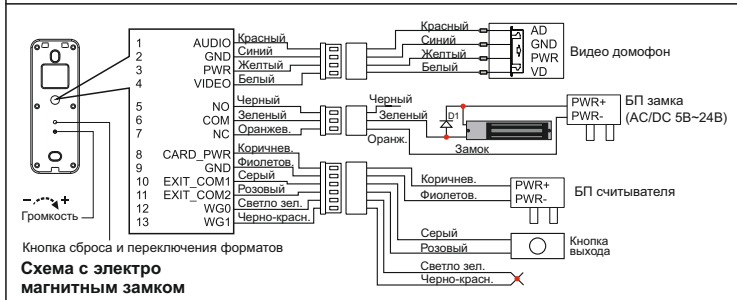 1 AUDIO Красный
2 GND Синий
3 PWR Желтый
4 VIDEO Белый
5 NO Черный
6 COM Зеленый
7 NC Оранжев.
8 CARD_PWR Коричнев.
9 GND Фиолетов.
10 EXIT_COM1 Серый
11 EXIT_COM2 Розовый
12 WG0 Светло зел.
13 WG1 Черно-красн.
Красный AD
Синий GND
Желтый PWR
Белый VD
Видео домофон
Черный
Зеленый
Оранж.
D1
Замок
PWR+
PWR-
БП замка
(AC/DC 5В~24В)
Коричнев. PWR+
Фиолетов. PWR-
БП считывателя
Серый
Розовый
Кнопка
выхода
Светло зел.
Черно-красн.
- +
Громкость
Кнопка сброса и переключения форматов
Схема с электро
магнитным замком